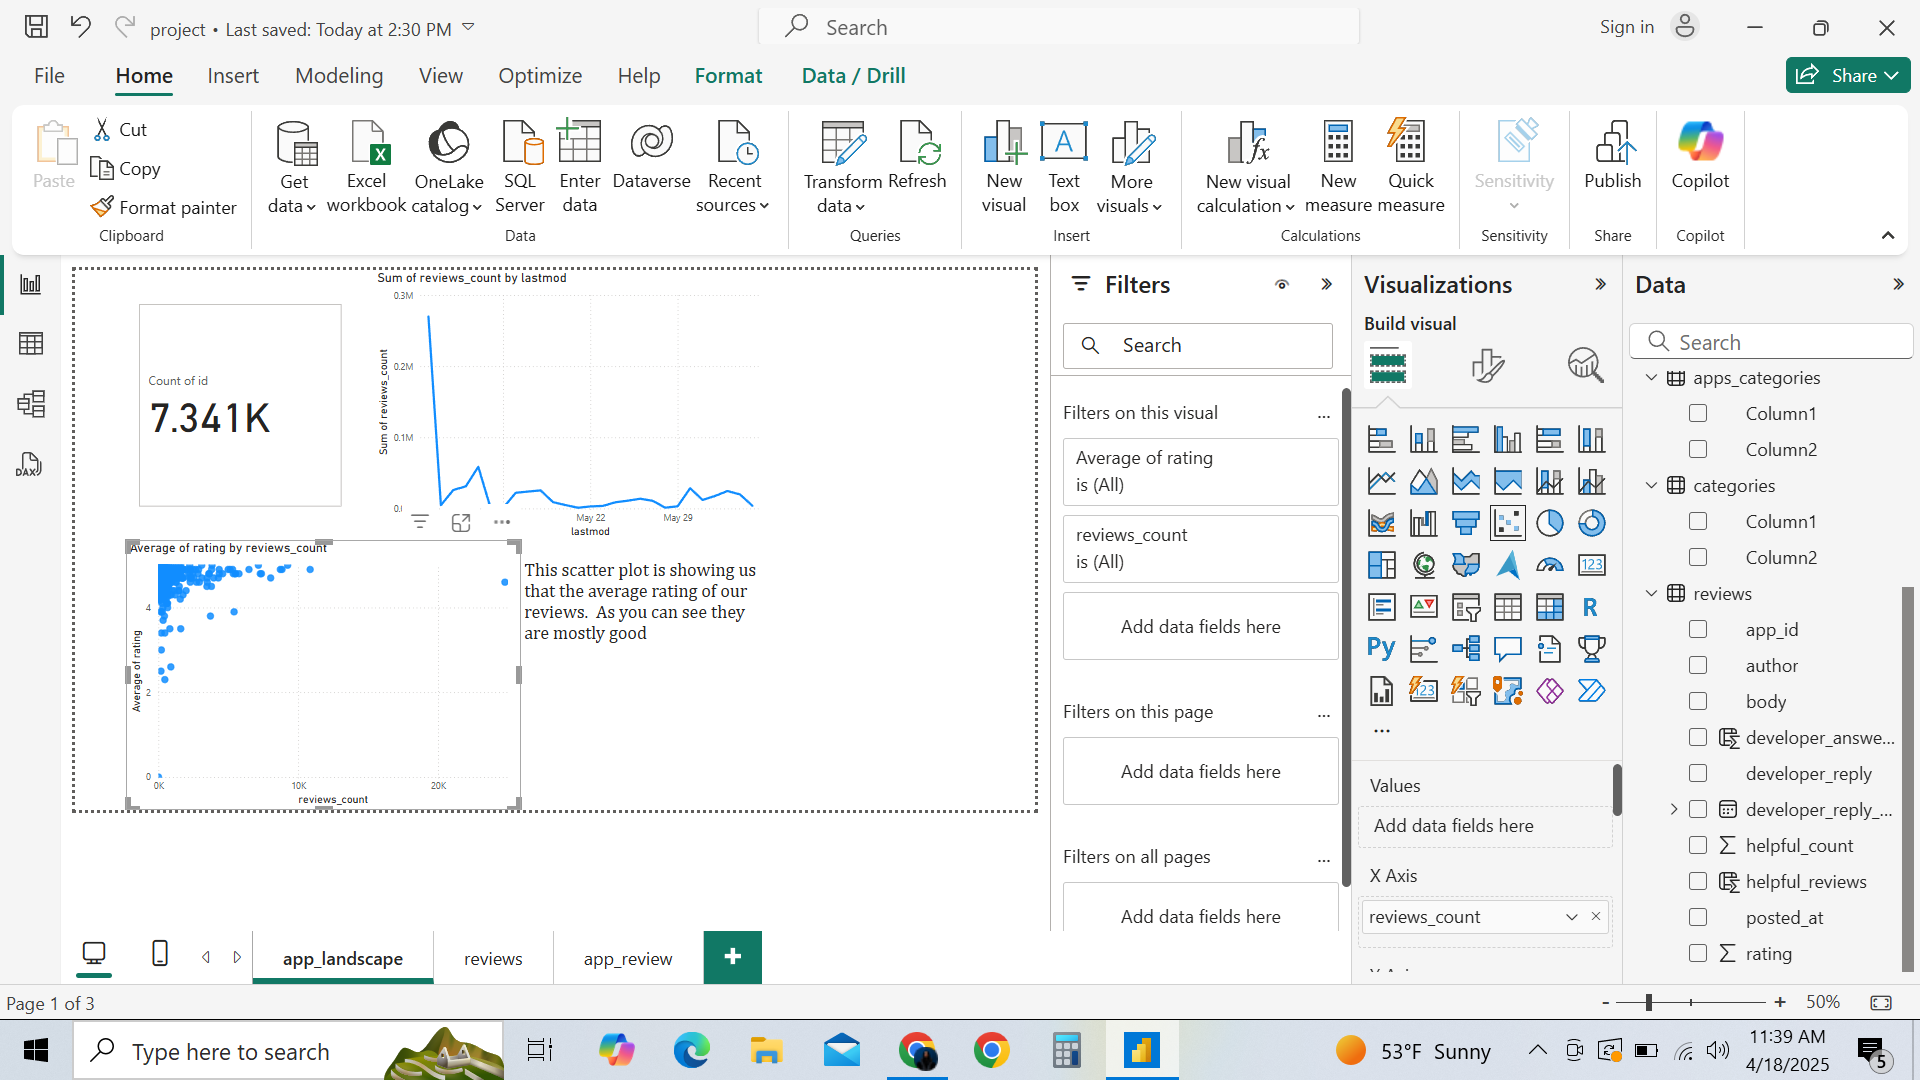 project • Last saved: Today at 2:30 PM
Search
Sign in
File Home Insert Modeling View Optimize Help Format Data / Drill
Share
Paste
Cut
Copy
Format painter
Clipboard
Get data
Excel workbook
OneLake catalog
SQL Server
Enter data
Dataverse
Recent sources
Data
Transform data
Refresh
Queries
New visual
Text box
More visuals
Insert
New visual calculation
New measure
Quick measure
Calculations
Sensitivity
Sensitivity
Publish
Share
Copilot
Copilot
Count of id
7.341K
Sum of reviews_count by lastmod
0.3M
0.2M
0.1M
Sum of reviews_count
May 22
May 29
lastmod
Average of rating by reviews_count
4
2
0
Average of rating
0K
10K
20K
reviews_count
This scatter plot is showing us
that the average rating of our
reviews. As you can see they
are mostly good
Filters
Search
Filters on this visual
...
Average of rating
is (All)
reviews_count
is (All)
Add data fields here
Filters on this page
...
Add data fields here
Filters on all pages
...
Add data fields here
Visualizations
Build visual
123
R
Py
123
...
Values
Add data fields here
X Axis
reviews_count
Data
Search
apps_categories
Column1
Column2
categories
Column1
Column2
reviews
app_id
author
body
developer_answe...
developer_reply
developer_reply_...
helpful_count
helpful_reviews
posted_at
rating
app_landscape
reviews
app_review
Page 1 of 3
- + 50%
Type here to search
53°F Sunny
11:39 AM
4/18/2025
5